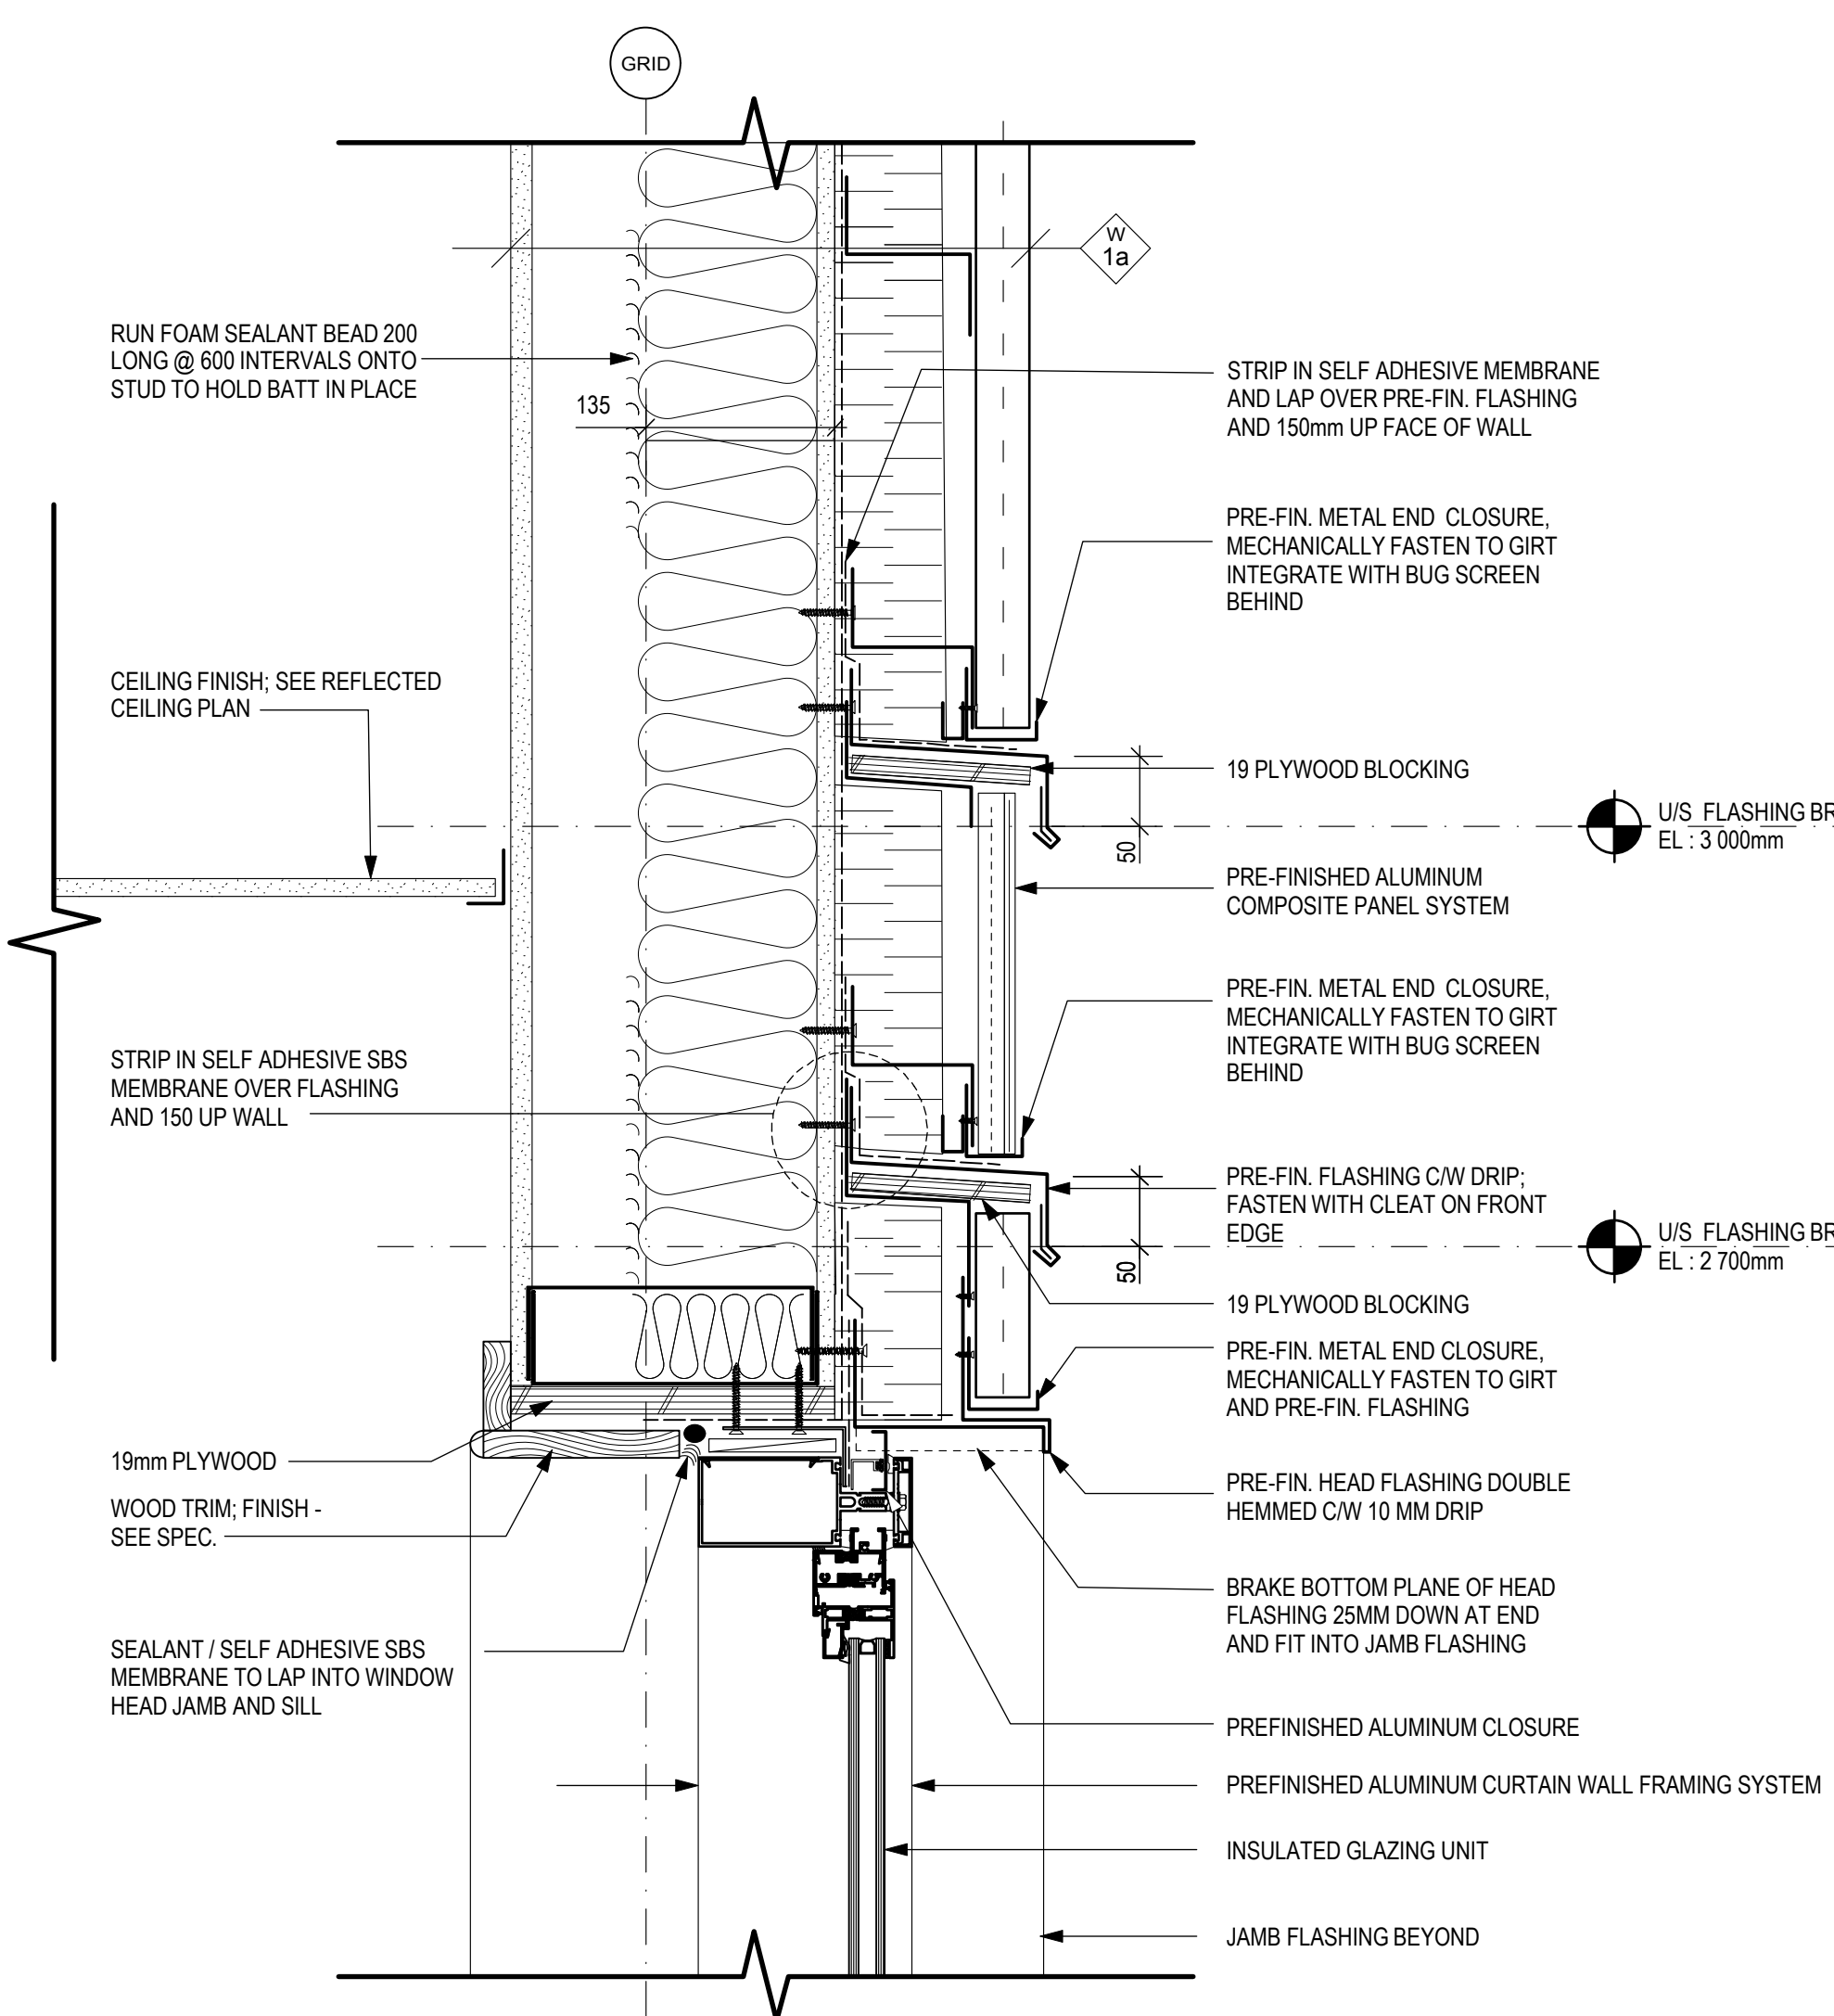 GRID
W
1a
RUN FOAM SEALANT BEAD 200
LONG @ 600 INTERVALS ONTO
STUD TO HOLD BATT IN PLACE
135
CEILING FINISH; SEE REFLECTED
CEILING PLAN
STRIP IN SELF ADHESIVE SBS
MEMBRANE OVER FLASHING
AND 150 UP WALL
19mm PLYWOOD
WOOD TRIM; FINISH -
SEE SPEC.
SEALANT / SELF ADHESIVE SBS
MEMBRANE TO LAP INTO WINDOW
HEAD JAMB AND SILL
STRIP IN SELF ADHESIVE MEMBRANE
AND LAP OVER PRE-FIN. FLASHING
AND 150mm UP FACE OF WALL
PRE-FIN. METAL END CLOSURE,
MECHANICALLY FASTEN TO GIRT
INTEGRATE WITH BUG SCREEN
BEHIND
19 PLYWOOD BLOCKING
50
U/S FLASHING BR
EL : 3 000mm
PRE-FINISHED ALUMINUM
COMPOSITE PANEL SYSTEM
PRE-FIN. METAL END CLOSURE,
MECHANICALLY FASTEN TO GIRT
INTEGRATE WITH BUG SCREEN
BEHIND
PRE-FIN. FLASHING C/W DRIP;
FASTEN WITH CLEAT ON FRONT
EDGE
50
U/S FLASHING BR
EL : 2 700mm
19 PLYWOOD BLOCKING
PRE-FIN. METAL END CLOSURE,
MECHANICALLY FASTEN TO GIRT
AND PRE-FIN. FLASHING
PRE-FIN. HEAD FLASHING DOUBLE
HEMMED C/W 10 MM DRIP
BRAKE BOTTOM PLANE OF HEAD
FLASHING 25MM DOWN AT END
AND FIT INTO JAMB FLASHING
PREFINISHED ALUMINUM CLOSURE
PREFINISHED ALUMINUM CURTAIN WALL FRAMING SYSTEM
INSULATED GLAZING UNIT
JAMB FLASHING BEYOND